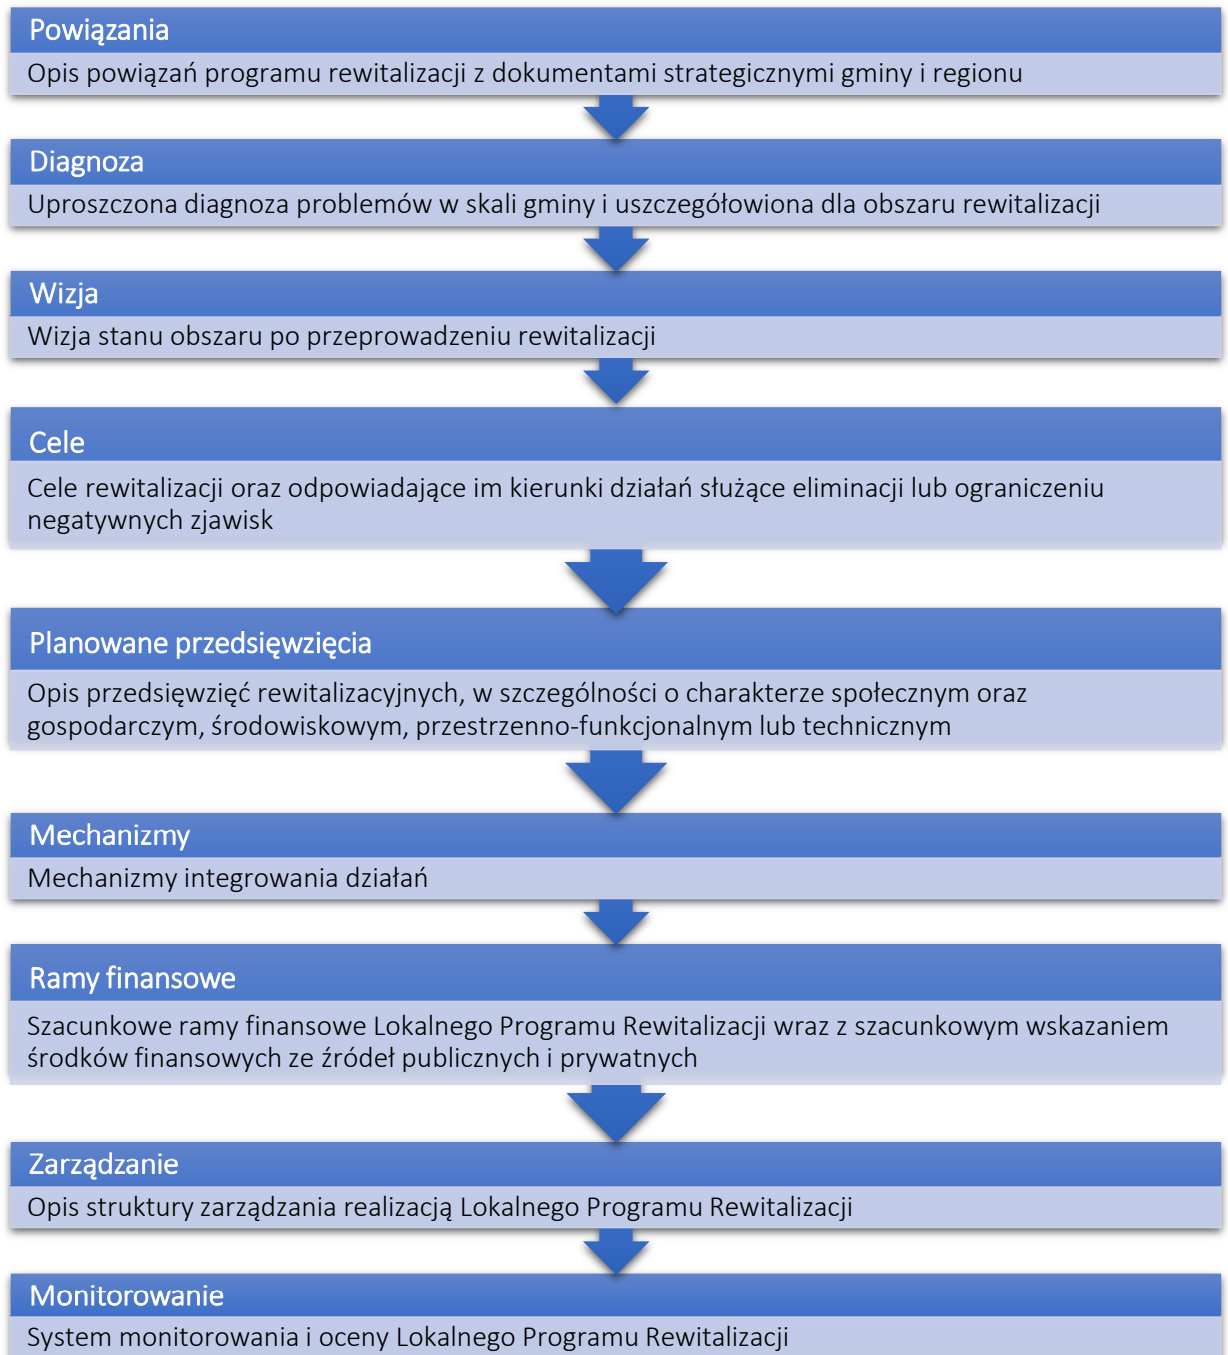 Powiązania
Opis powiązań programu rewitalizacji z dokumentami strategicznymi gminy i regionu
Diagnoza
Uproszczona diagnoza problemów w skali gminy i uszczegółowiona dla obszaru rewitalizacji
Wizja
Wizja stanu obszaru po przeprowadzeniu rewitalizacji
Cele
Cele rewitalizacji oraz odpowiadające im kierunki działań służące eliminacji lub ograniczeniu
negatywnych zjawisk
Planowane przedsięwzięcia
Opis przedsięwzięć rewitalizacyjnych, w szczególności o charakterze społecznym oraz
gospodarczym, środowiskowym, przestrzenno-funkcjonalnym lub technicznym
Mechanizmy
Mechanizmy integrowania działań
Ramy finansowe
Szacunkowe ramy finansowe Lokalnego Programu Rewitalizacji wraz z szacunkowym wskazaniem
środków finansowych ze źródeł publicznych i prywatnych
Zarządzanie
Opis struktury zarządzania realizacją Lokalnego Programu Rewitalizacji
Monitorowanie
System monitorowania i oceny Lokalnego Programu Rewitalizacji